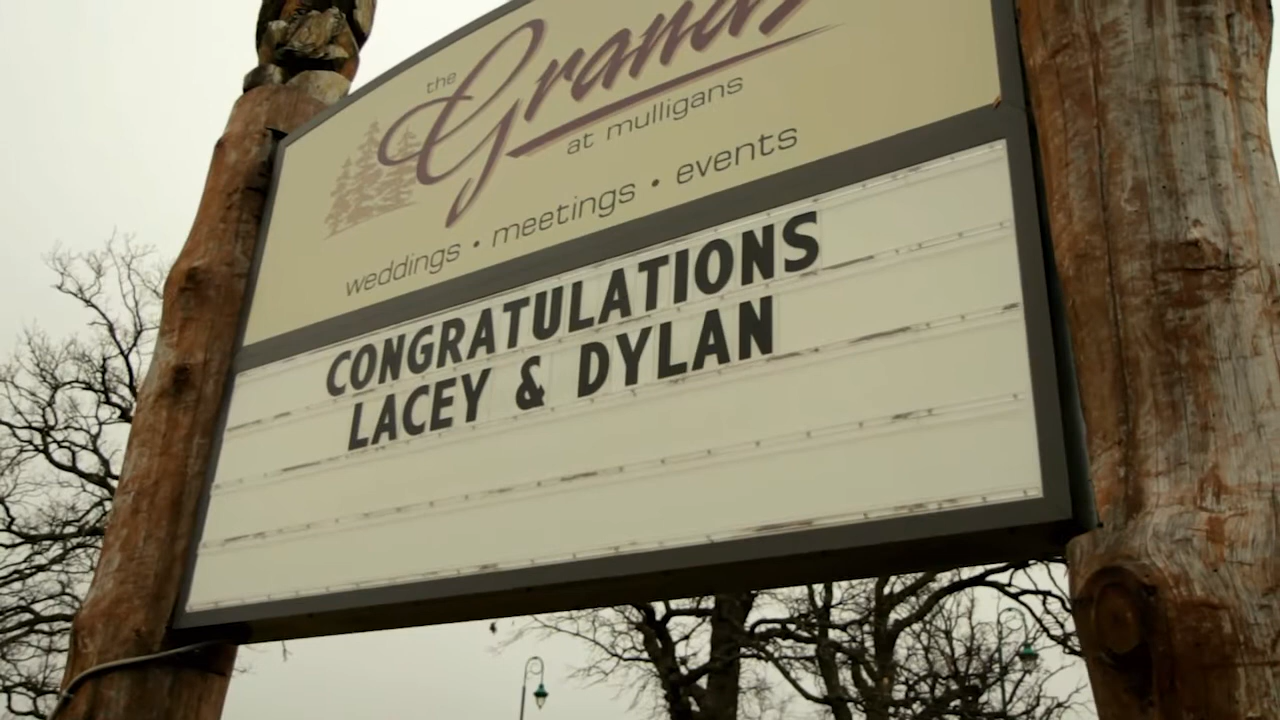 the Grand
at mulligans
weddings • meetings • events
CONGRATULATIONS
LACEY & DYLAN